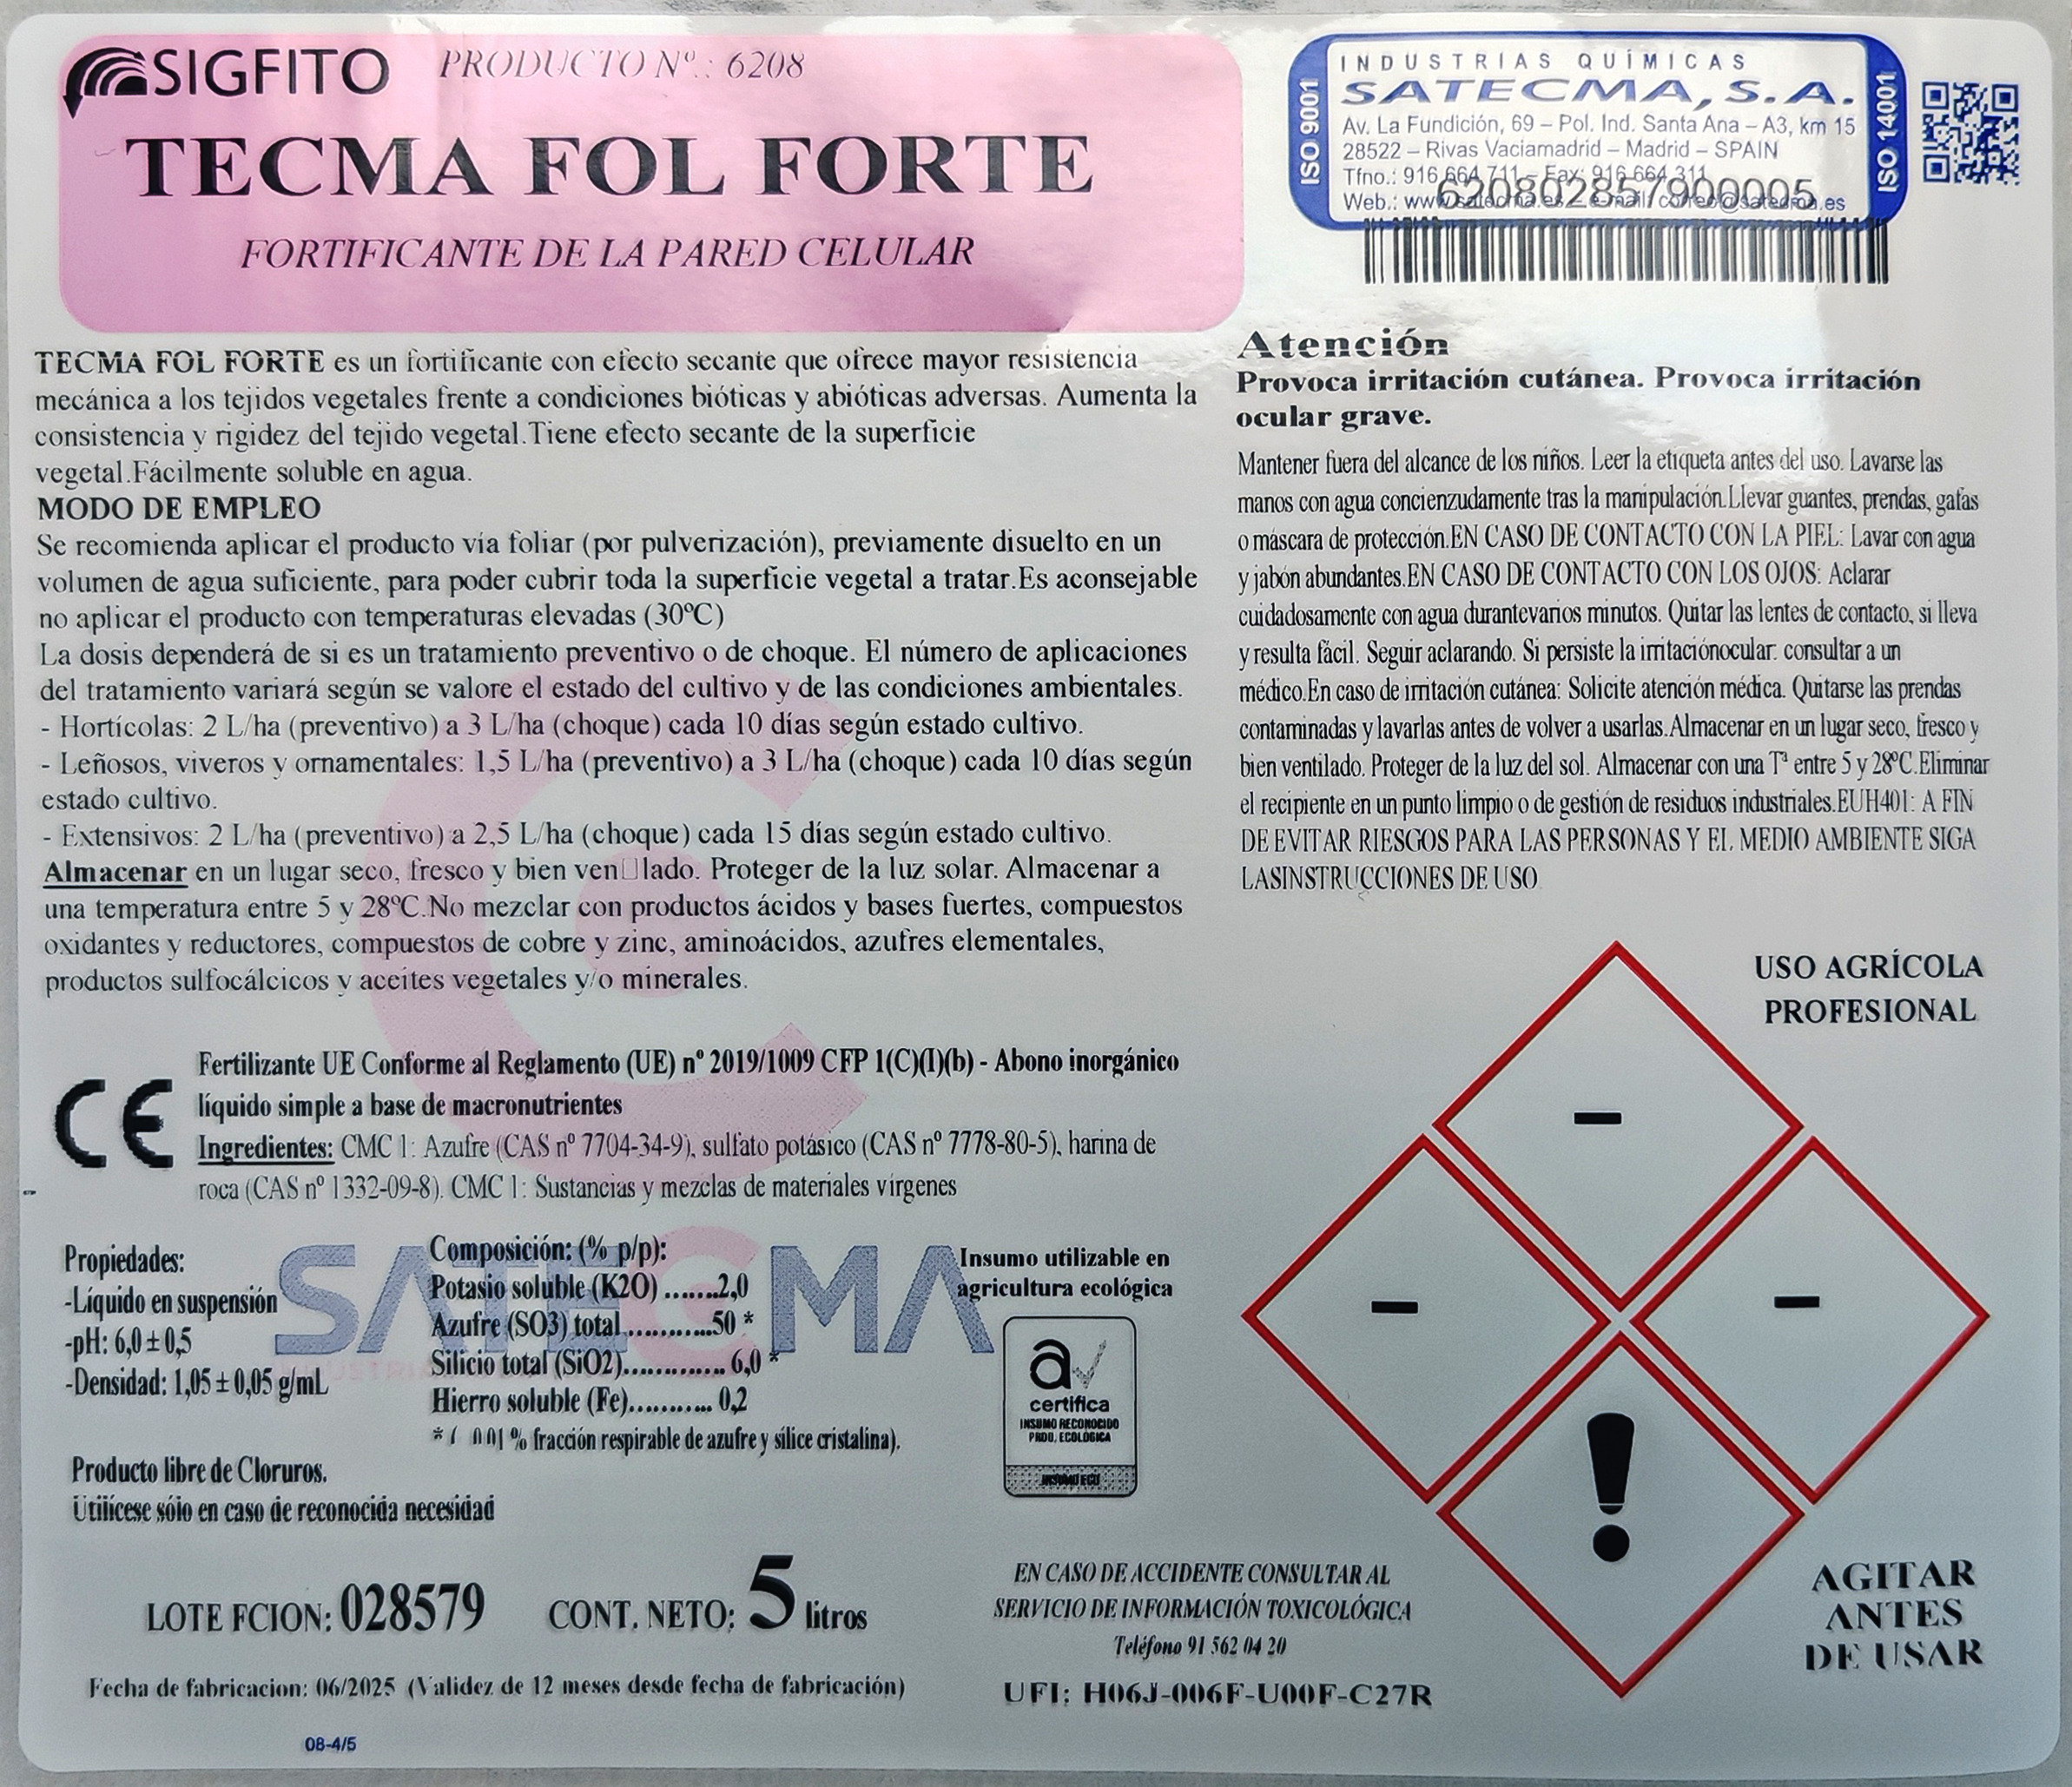 SIGFITO PRODUCTO Nº.: 6208
TECMA FOL FORTE
FORTIFICANTE DE LA PARED CELULAR
INDUSTRIAS QUÍMICAS
SATECMA, S.A.
Av. La Fundición, 69 – Pol. Ind. Santa Ana – A3, km 15
28522 – Rivas Vaciamadrid – Madrid – SPAIN
Tfno.: 916 664 711 – Fax: 916 664 311
Web.: www.satecma.es – e-mail: correo@satecma.es
ISO 9001
ISO 14001
620802857900005
TECMA FOL FORTE es un fortificante con efecto secante que ofrece mayor resistencia
mecánica a los tejidos vegetales frente a condiciones bióticas y abióticas adversas. Aumenta la
consistencia y rigidez del tejido vegetal.Tiene efecto secante de la superficie
vegetal.Fácilmente soluble en agua.
MODO DE EMPLEO
Se recomienda aplicar el producto vía foliar (por pulverización), previamente disuelto en un
volumen de agua suficiente, para poder cubrir toda la superficie vegetal a tratar.Es aconsejable
no aplicar el producto con temperaturas elevadas (30ºC)
La dosis dependerá de si es un tratamiento preventivo o de choque. El número de aplicaciones
del tratamiento variará según se valore el estado del cultivo y de las condiciones ambientales.
- Hortícolas: 2 L/ha (preventivo) a 3 L/ha (choque) cada 10 días según estado cultivo.
- Leñosos, viveros y ornamentales: 1,5 L/ha (preventivo) a 3 L/ha (choque) cada 10 días según
estado cultivo.
- Extensivos: 2 L/ha (preventivo) a 2,5 L/ha (choque) cada 15 días según estado cultivo.
Almacenar en un lugar seco, fresco y bien ven□lado. Proteger de la luz solar. Almacenar a
una temperatura entre 5 y 28ºC.No mezclar con productos ácidos y bases fuertes, compuestos
oxidantes y reductores, compuestos de cobre y zinc, aminoácidos, azufres elementales,
productos sulfocálcicos y aceites vegetales y/o minerales.
Atención
Provoca irritación cutánea. Provoca irritación
ocular grave.
Mantener fuera del alcance de los niños. Leer la etiqueta antes del uso. Lavarse las
manos con agua concienzudamente tras la manipulación.Llevar guantes, prendas, gafas
o máscara de protección.EN CASO DE CONTACTO CON LA PIEL: Lavar con agua
y jabón abundantes.EN CASO DE CONTACTO CON LOS OJOS: Aclarar
cuidadosamente con agua durantevarios minutos. Quitar las lentes de contacto, si lleva
y resulta fácil. Seguir aclarando. Si persiste la irritaciónocular: consultar a un
médico.En caso de irritación cutánea: Solicite atención médica. Quitarse las prendas
contaminadas y lavarlas antes de volver a usarlas.Almacenar en un lugar seco, fresco y
bien ventilado. Proteger de la luz del sol. Almacenar con una Tª entre 5 y 28ºC.Eliminar
el recipiente en un punto limpio o de gestión de residuos industriales.EUH401: A FIN
DE EVITAR RIESGOS PARA LAS PERSONAS Y EL MEDIO AMBIENTE SIGA
LASINSTRUCCIONES DE USO
USO AGRÍCOLA
PROFESIONAL
CE
Fertilizante UE Conforme al Reglamento (UE) nº 2019/1009 CFP 1(C)(I)(b) - Abono inorgánico
líquido simple a base de macronutrientes
Ingredientes: CMC 1: Azufre (CAS nº 7704-34-9), sulfato potásico (CAS nº 7778-80-5), harina de
roca (CAS nº 1332-09-8). CMC 1: Sustancias y mezclas de materiales vírgenes
SATECMA
Propiedades:
-Líquido en suspensión
-pH: 6,0 ± 0,5
-Densidad: 1,05 ± 0,05 g/mL
Composición: (% p/p):
Potasio soluble (K2O) .......2,0
Azufre (SO3) total...........50 *
Silicio total (SiO2)............. 6,0 *
Hierro soluble (Fe)........... 0,2
* ( 0.01 % fracción respirable de azufre y sílice cristalina).
Insumo utilizable en
agricultura ecológica
certifica
INSUMO RECONOCIDO
PROD. ECOLÓGICA
INSUMO ECO
Producto libre de Cloruros.
Utilícese sólo en caso de reconocida necesidad
LOTE FCION: 028579 CONT. NETO: 5 litros
Fecha de fabricacion: 06/2025 (Validez de 12 meses desde fecha de fabricación)
08-4/5
EN CASO DE ACCIDENTE CONSULTAR AL
SERVICIO DE INFORMACIÓN TOXICOLÓGICA
Teléfono 91 562 04 20
UFI: H06J-006F-U00F-C27R
AGITAR
ANTES
DE USAR